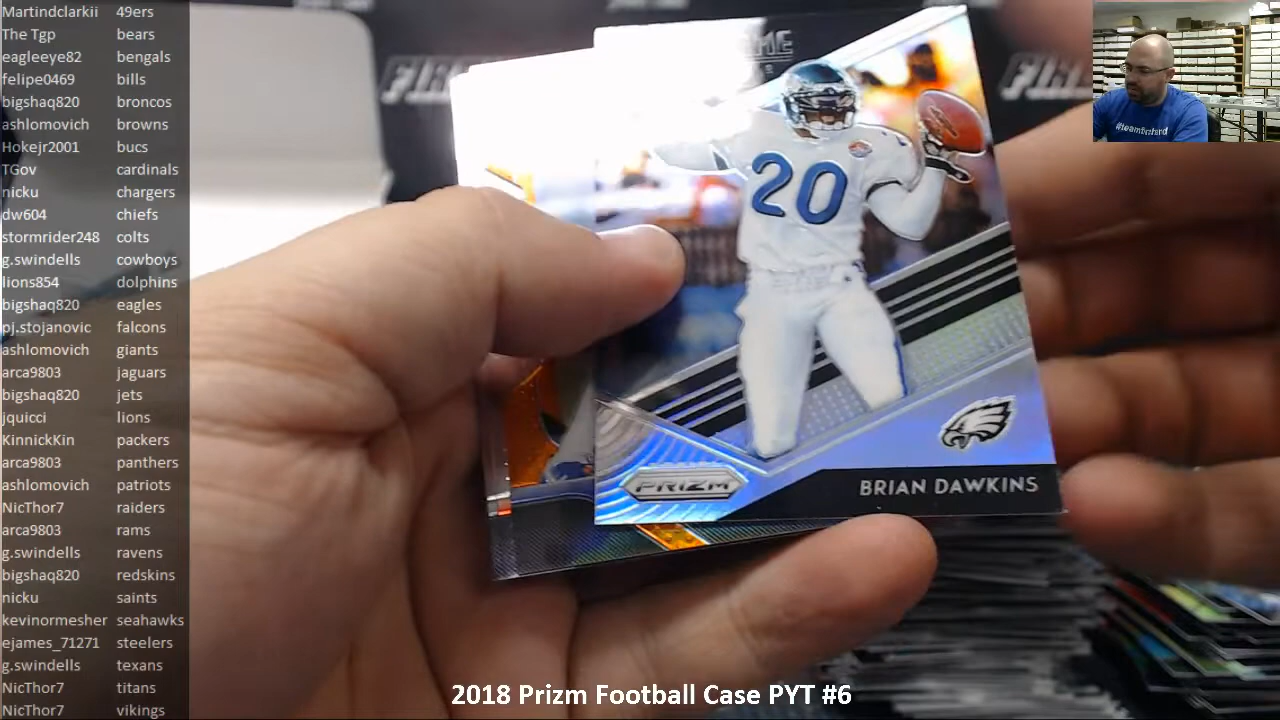 Martindclarkii 49ers
The Tgp bears
eagleeye82 bengals
felipe0469 bills
bigshaq820 broncos
ashlomovich browns
Hokejr2001 bucs
TGov cardinals
nicku chargers
dw604 chiefs
stormrider248 colts
g.swindells cowboys
lions854 dolphins
bigshaq820 eagles
pj.stojanovic falcons
ashlomovich giants
arca9803 jaguars
bigshaq820 jets
jquicci lions
KinnickKin packers
arca9803 panthers
ashlomovich patriots
NicThor7 raiders
arca9803 rams
g.swindells ravens
bigshaq820 redskins
nicku saints
kevinormesher seahawks
ejames_71271 steelers
g.swindells texans
NicThor7 titans
NicThor7 vikings
20
PRIZM
BRIAN DAWKINS
2018 Prizm Football Case PYT #6